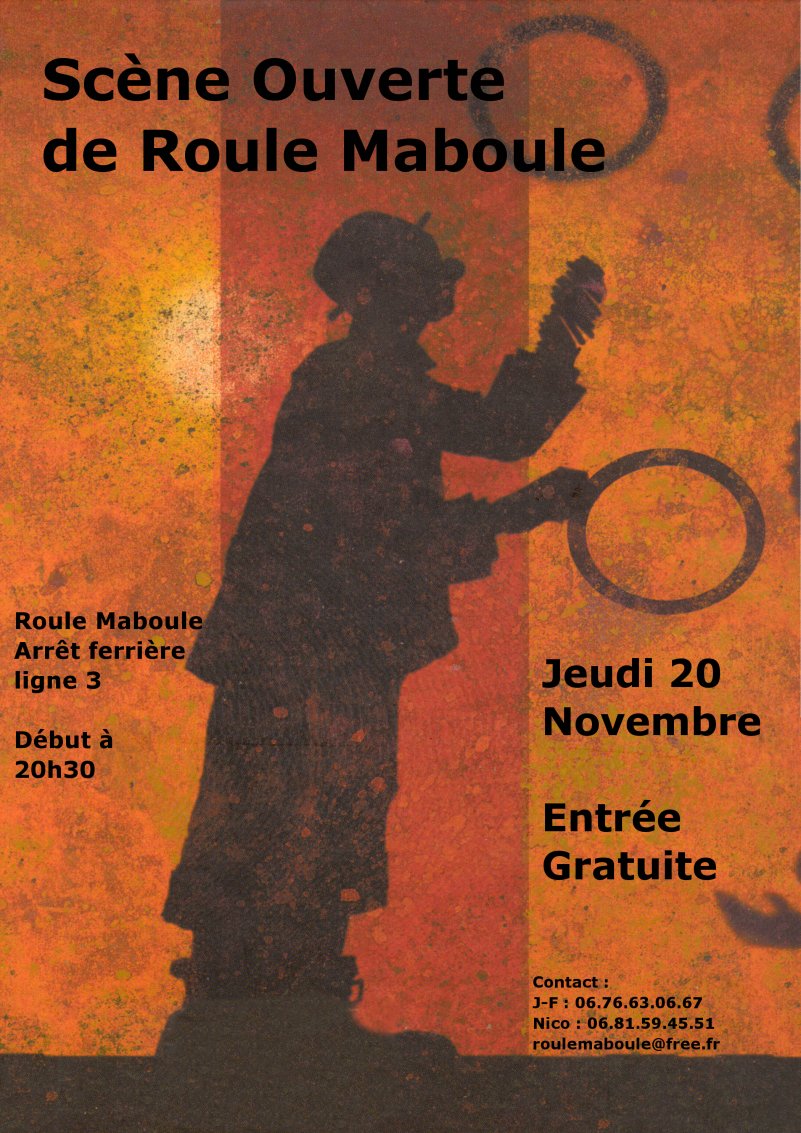 Scène Ouverte
de Roule Maboule
Roule Maboule
Arrêt ferrière
ligne 3
Début à
20h30
Jeudi 20
Novembre
Entrée
Gratuite
Contact :
J-F : 06.76.63.06.67
Nico : 06.81.59.45.51
roulemaboule@free.fr